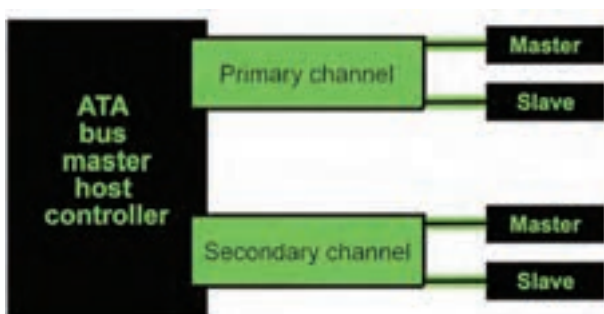 ATA
bus
master
host
controller
Primary channel
Master
Slave
Secondary channel
Master
Slave